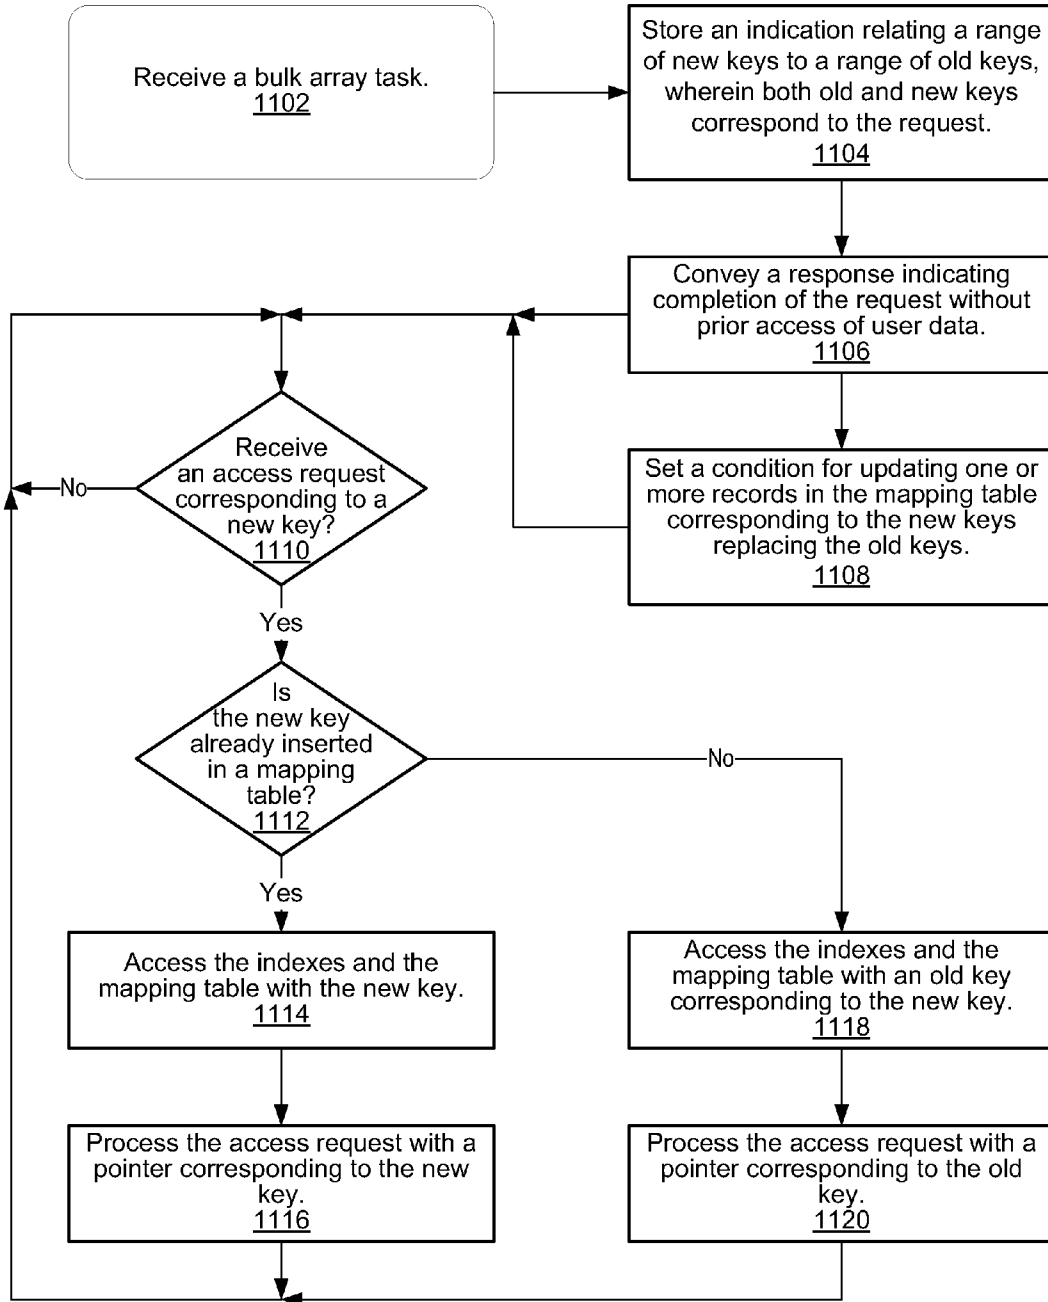 Receive a bulk array task.
1102
Store an indication relating a range
of new keys to a range of old keys,
wherein both old and new keys
correspond to the request.
1104
Convey a response indicating
completion of the request without
prior access of user data.
1106
Set a condition for updating one or
more records in the mapping table
corresponding to the new keys
replacing the old keys.
1108
Receive
an access request
corresponding to a
new key?
1110
No
Yes
Is
the new key
already inserted
in a mapping
table?
1112
No
Yes
Access the indexes and the
mapping table with the new key.
1114
Access the indexes and the
mapping table with an old key
corresponding to the new key.
1118
Process the access request with a
pointer corresponding to the new
key.
1116
Process the access request with a
pointer corresponding to the old
key.
1120